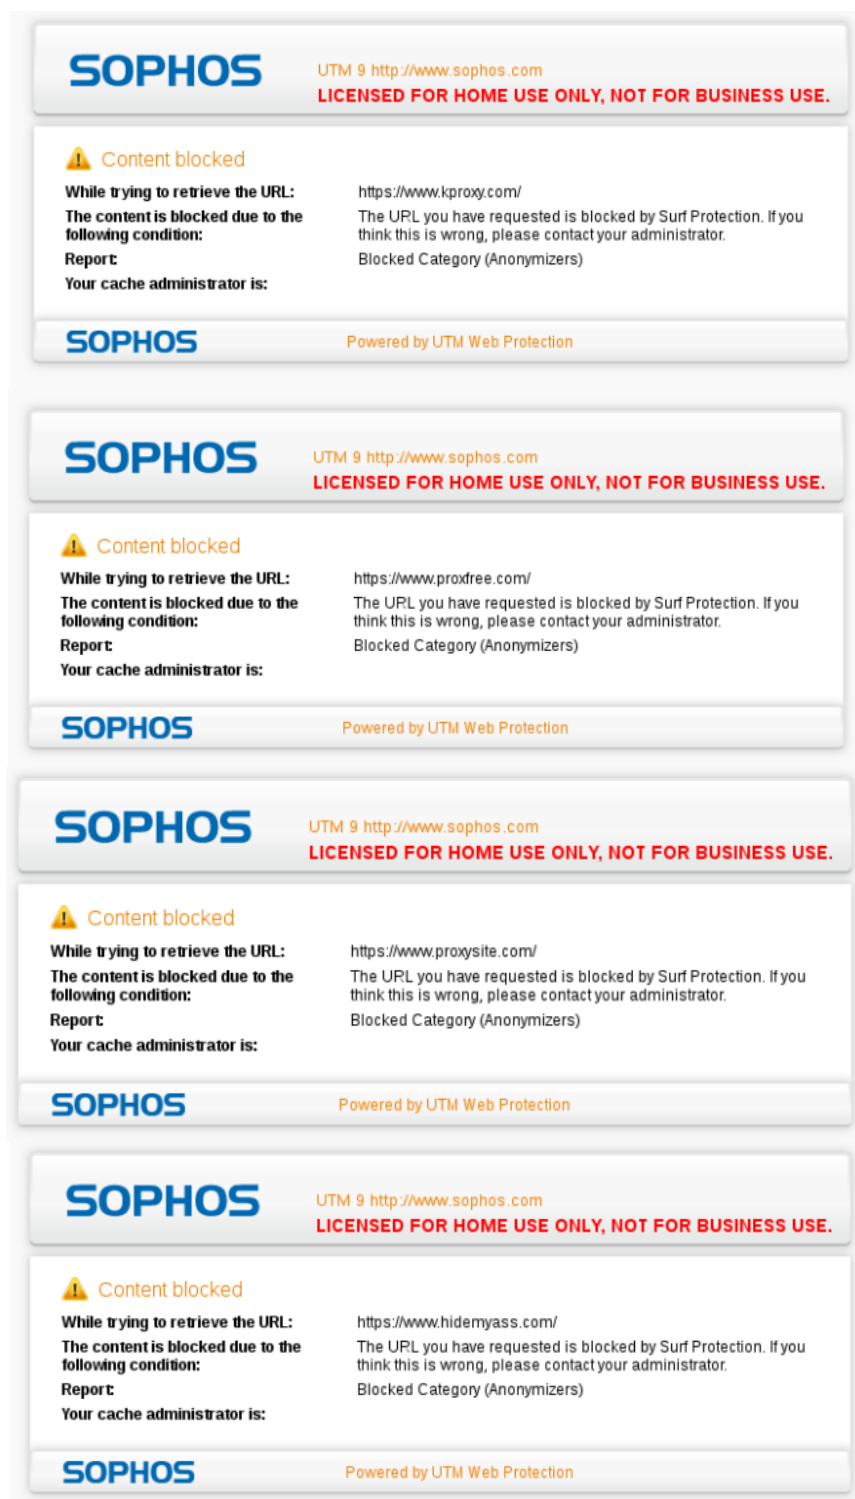 SOPHOS
UTM 9 http://www.sophos.com
LICENSED FOR HOME USE ONLY, NOT FOR BUSINESS USE.
Content blocked
While trying to retrieve the URL: https://www.kproxy.com/
The content is blocked due to the The URL you have requested is blocked by Surf Protection. If you
following condition: think this is wrong, please contact your administrator.
Report: Blocked Category (Anonymizers)
Your cache administrator is:
SOPHOS Powered by UTM Web Protection
SOPHOS
UTM 9 http://www.sophos.com
LICENSED FOR HOME USE ONLY, NOT FOR BUSINESS USE.
Content blocked
While trying to retrieve the URL: https://www.proxfree.com/
The content is blocked due to the The URL you have requested is blocked by Surf Protection. If you
following condition: think this is wrong, please contact your administrator.
Report: Blocked Category (Anonymizers)
Your cache administrator is:
SOPHOS Powered by UTM Web Protection
SOPHOS
UTM 9 http://www.sophos.com
LICENSED FOR HOME USE ONLY, NOT FOR BUSINESS USE.
Content blocked
While trying to retrieve the URL: https://www.proxysite.com/
The content is blocked due to the The URL you have requested is blocked by Surf Protection. If you
following condition: think this is wrong, please contact your administrator.
Report: Blocked Category (Anonymizers)
Your cache administrator is:
SOPHOS Powered by UTM Web Protection
SOPHOS
UTM 9 http://www.sophos.com
LICENSED FOR HOME USE ONLY, NOT FOR BUSINESS USE.
Content blocked
While trying to retrieve the URL: https://www.hidemyass.com/
The content is blocked due to the The URL you have requested is blocked by Surf Protection. If you
following condition: think this is wrong, please contact your administrator.
Report: Blocked Category (Anonymizers)
Your cache administrator is:
SOPHOS Powered by UTM Web Protection